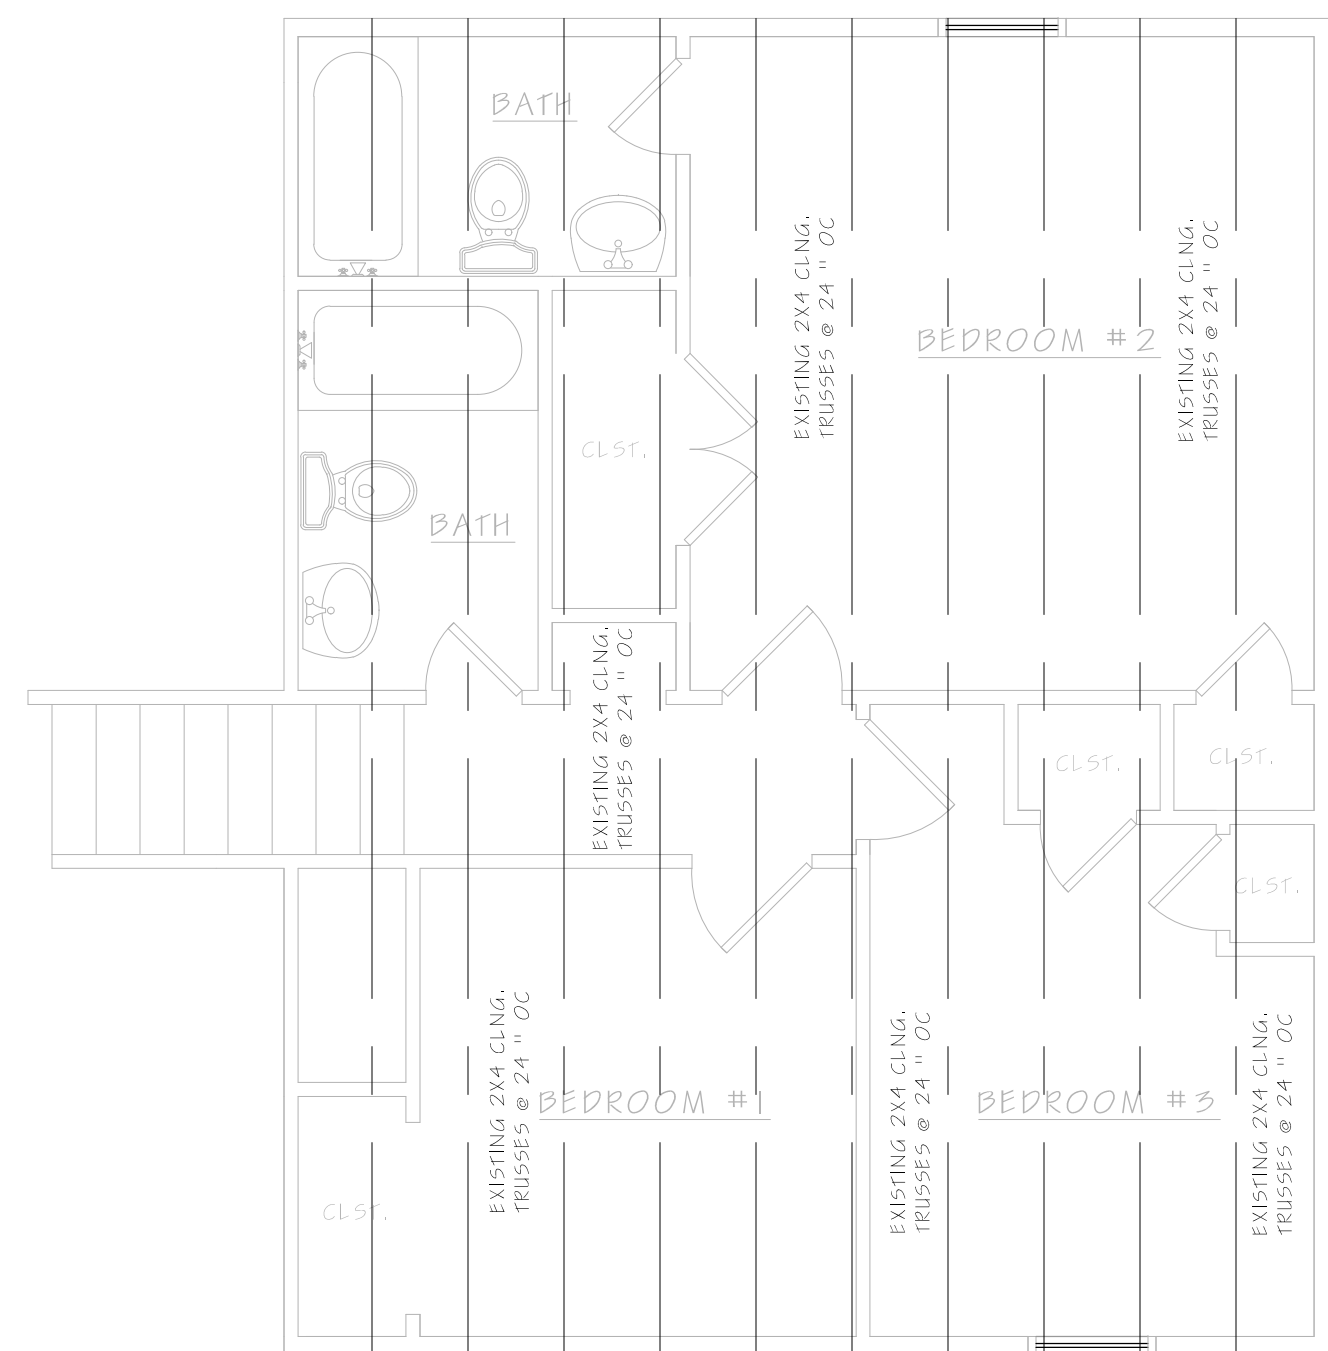 BATH
EXISTING 2X4 CLNG.
TRUSSES @ 24 " OC
EXISTING 2X4 CLNG.
TRUSSES @ 24 " OC
BEDROOM #2
CLST.
BATH
EXISTING 2X4 CLNG.
TRUSSES @ 24 " OC
CLST.
CLST.
CLST.
EXISTING 2X4 CLNG.
TRUSSES @ 24 " OC
BEDROOM #1
EXISTING 2X4 CLNG.
TRUSSES @ 24 " OC
BEDROOM #3
EXISTING 2X4 CLNG.
TRUSSES @ 24 " OC
CLST.